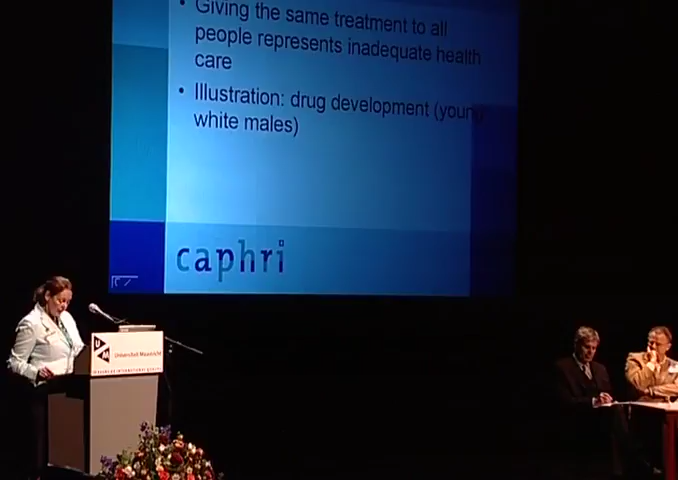 Giving the same treatment to all
people represents inadequate health
care
Illustration: drug development (young
white males)
caphri
UM
Universiteit Maastricht